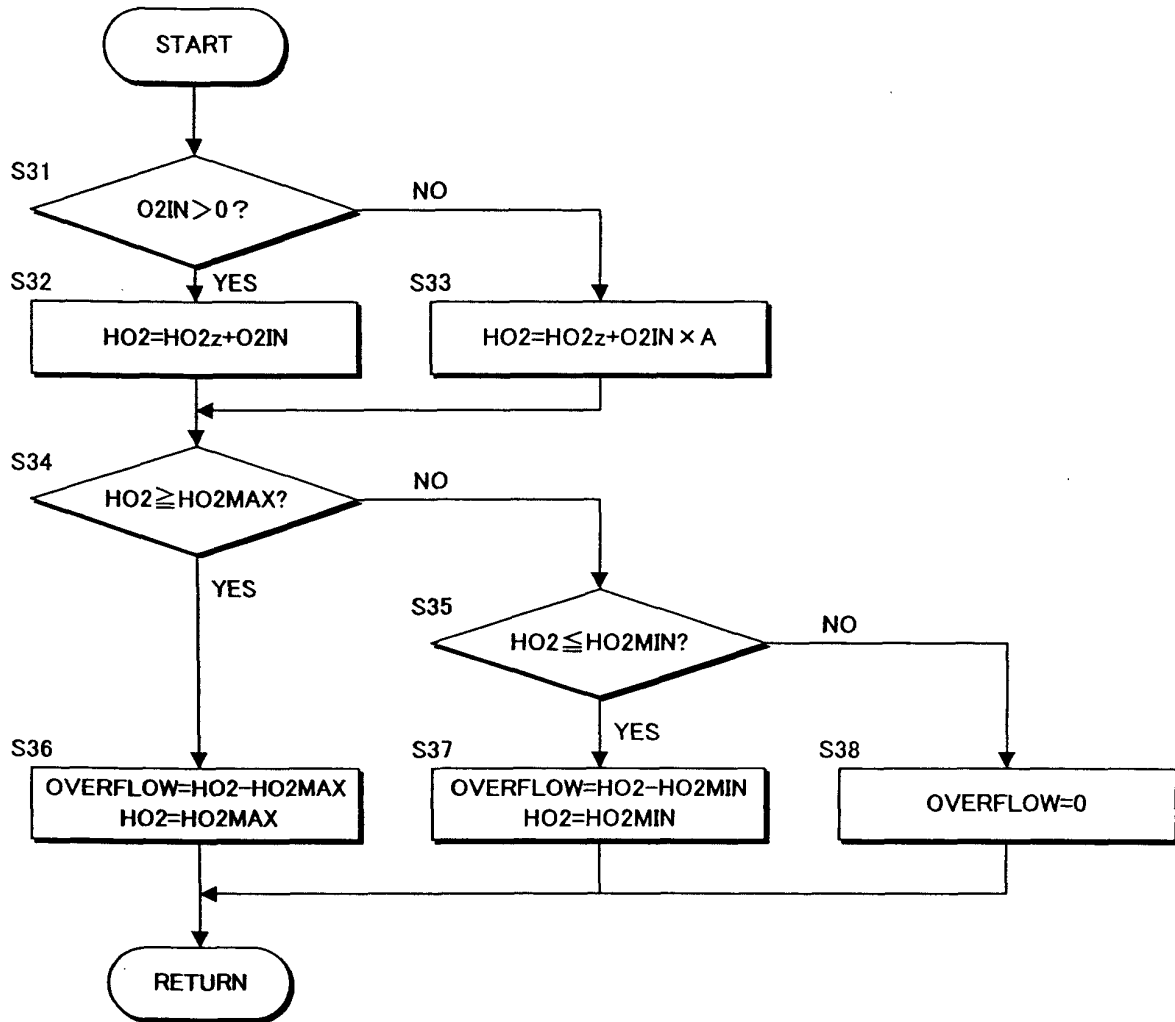 START
S31
O2IN>0?
NO
YES
S32
HO2=HO2z+O2IN
S33
HO2=HO2z+O2IN×A
S34
HO2≧HO2MAX?
NO
YES
S35
HO2≦HO2MIN?
NO
YES
S36
OVERFLOW=HO2-HO2MAX
HO2=HO2MAX
S37
OVERFLOW=HO2-HO2MIN
HO2=HO2MIN
S38
OVERFLOW=0
RETURN